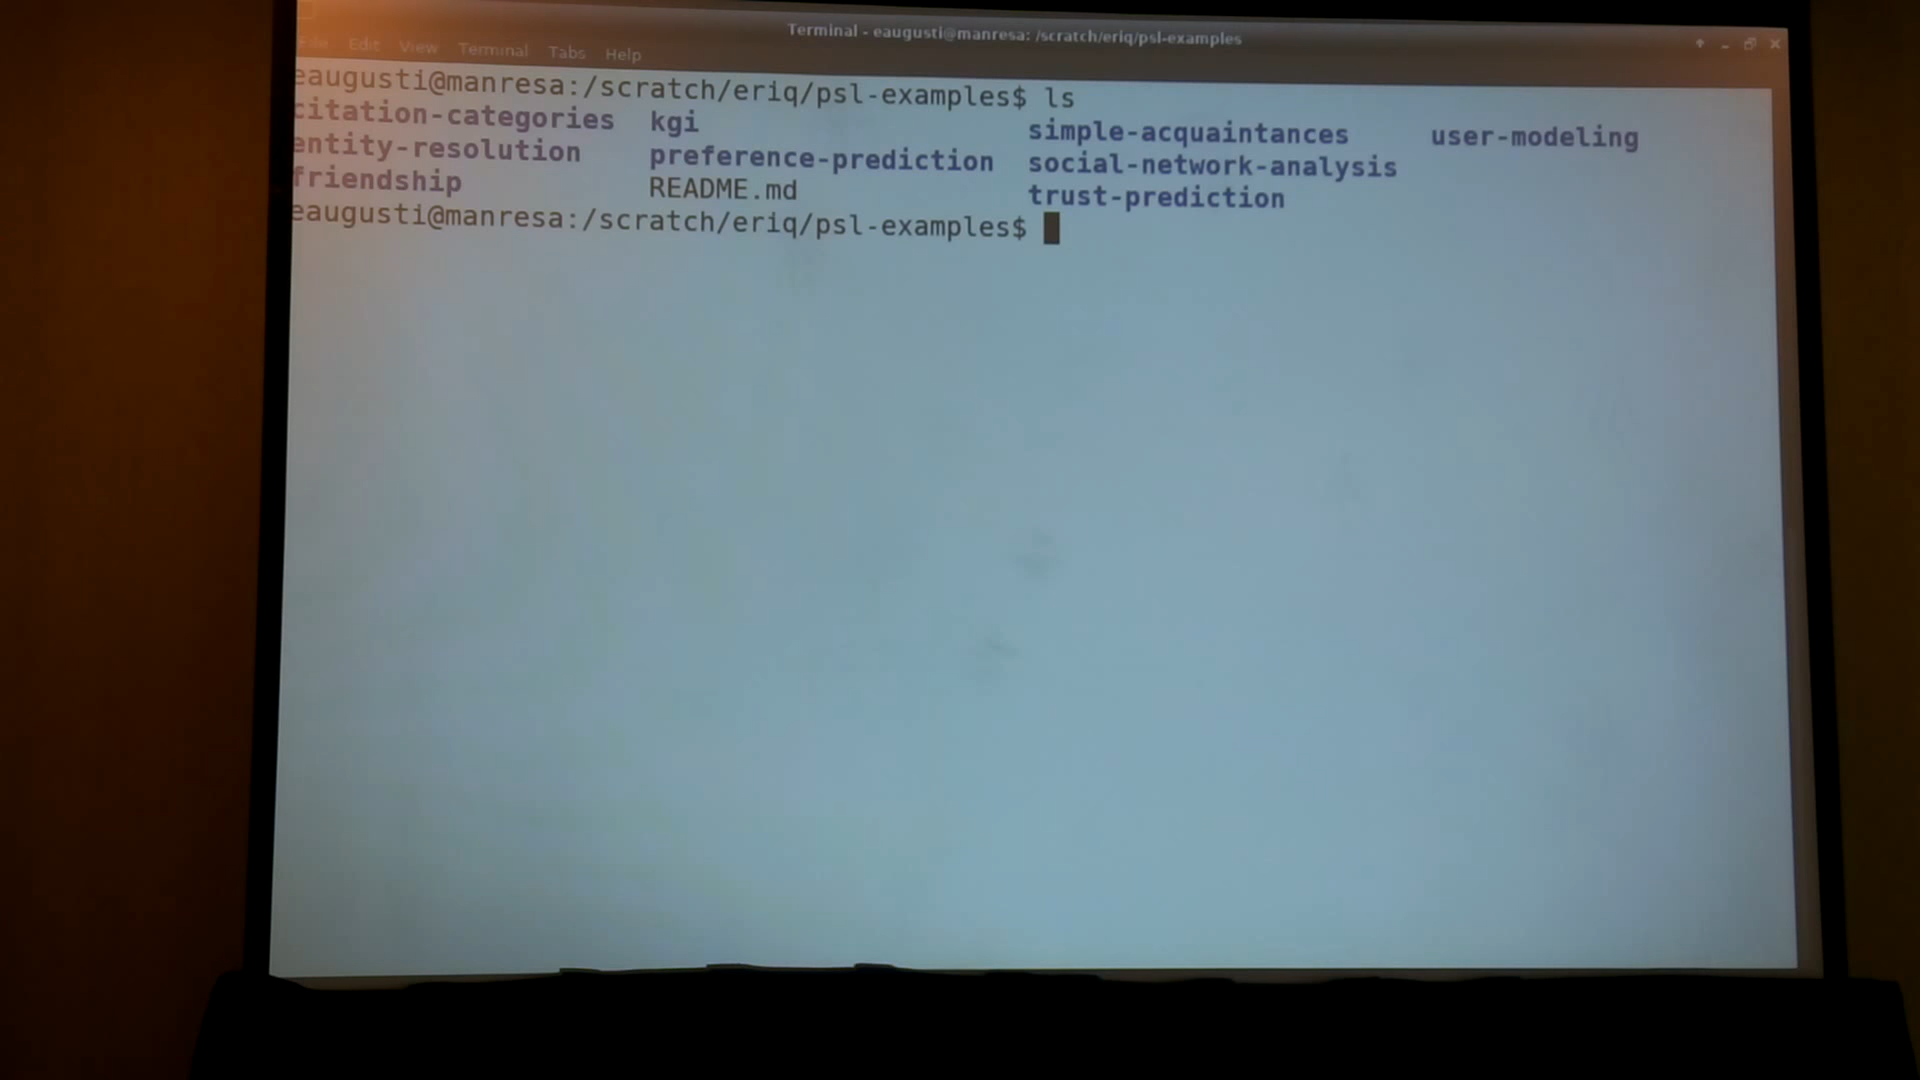 Terminal - eaugusti@manresa: /scratch/eriq/psl-examples
File Edit View Terminal Tabs Help
eaugusti@manresa:/scratch/eriq/psl-examples$ ls
citation-categories kgi simple-acquaintances user-modeling
entity-resolution preference-prediction social-network-analysis
friendship README.md trust-prediction
eaugusti@manresa:/scratch/eriq/psl-examples$